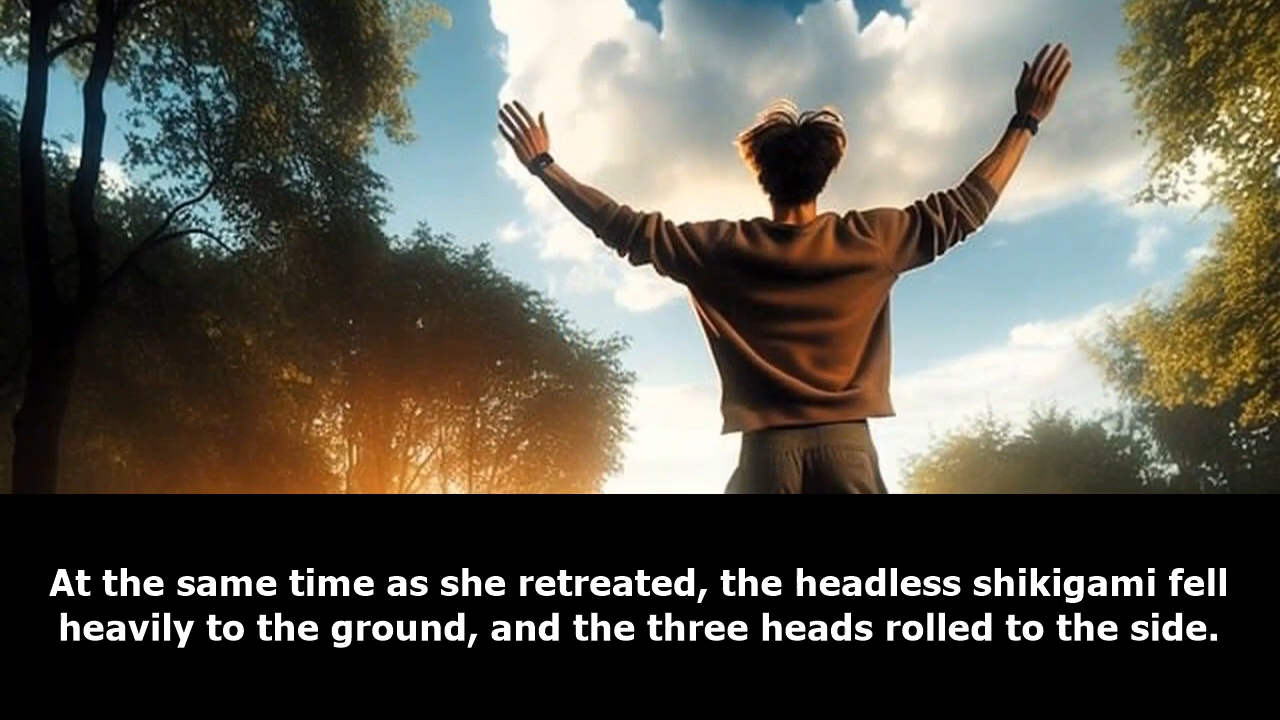 At the same time as she retreated, the headless shikigami fell
heavily to the ground, and the three heads rolled to the side.